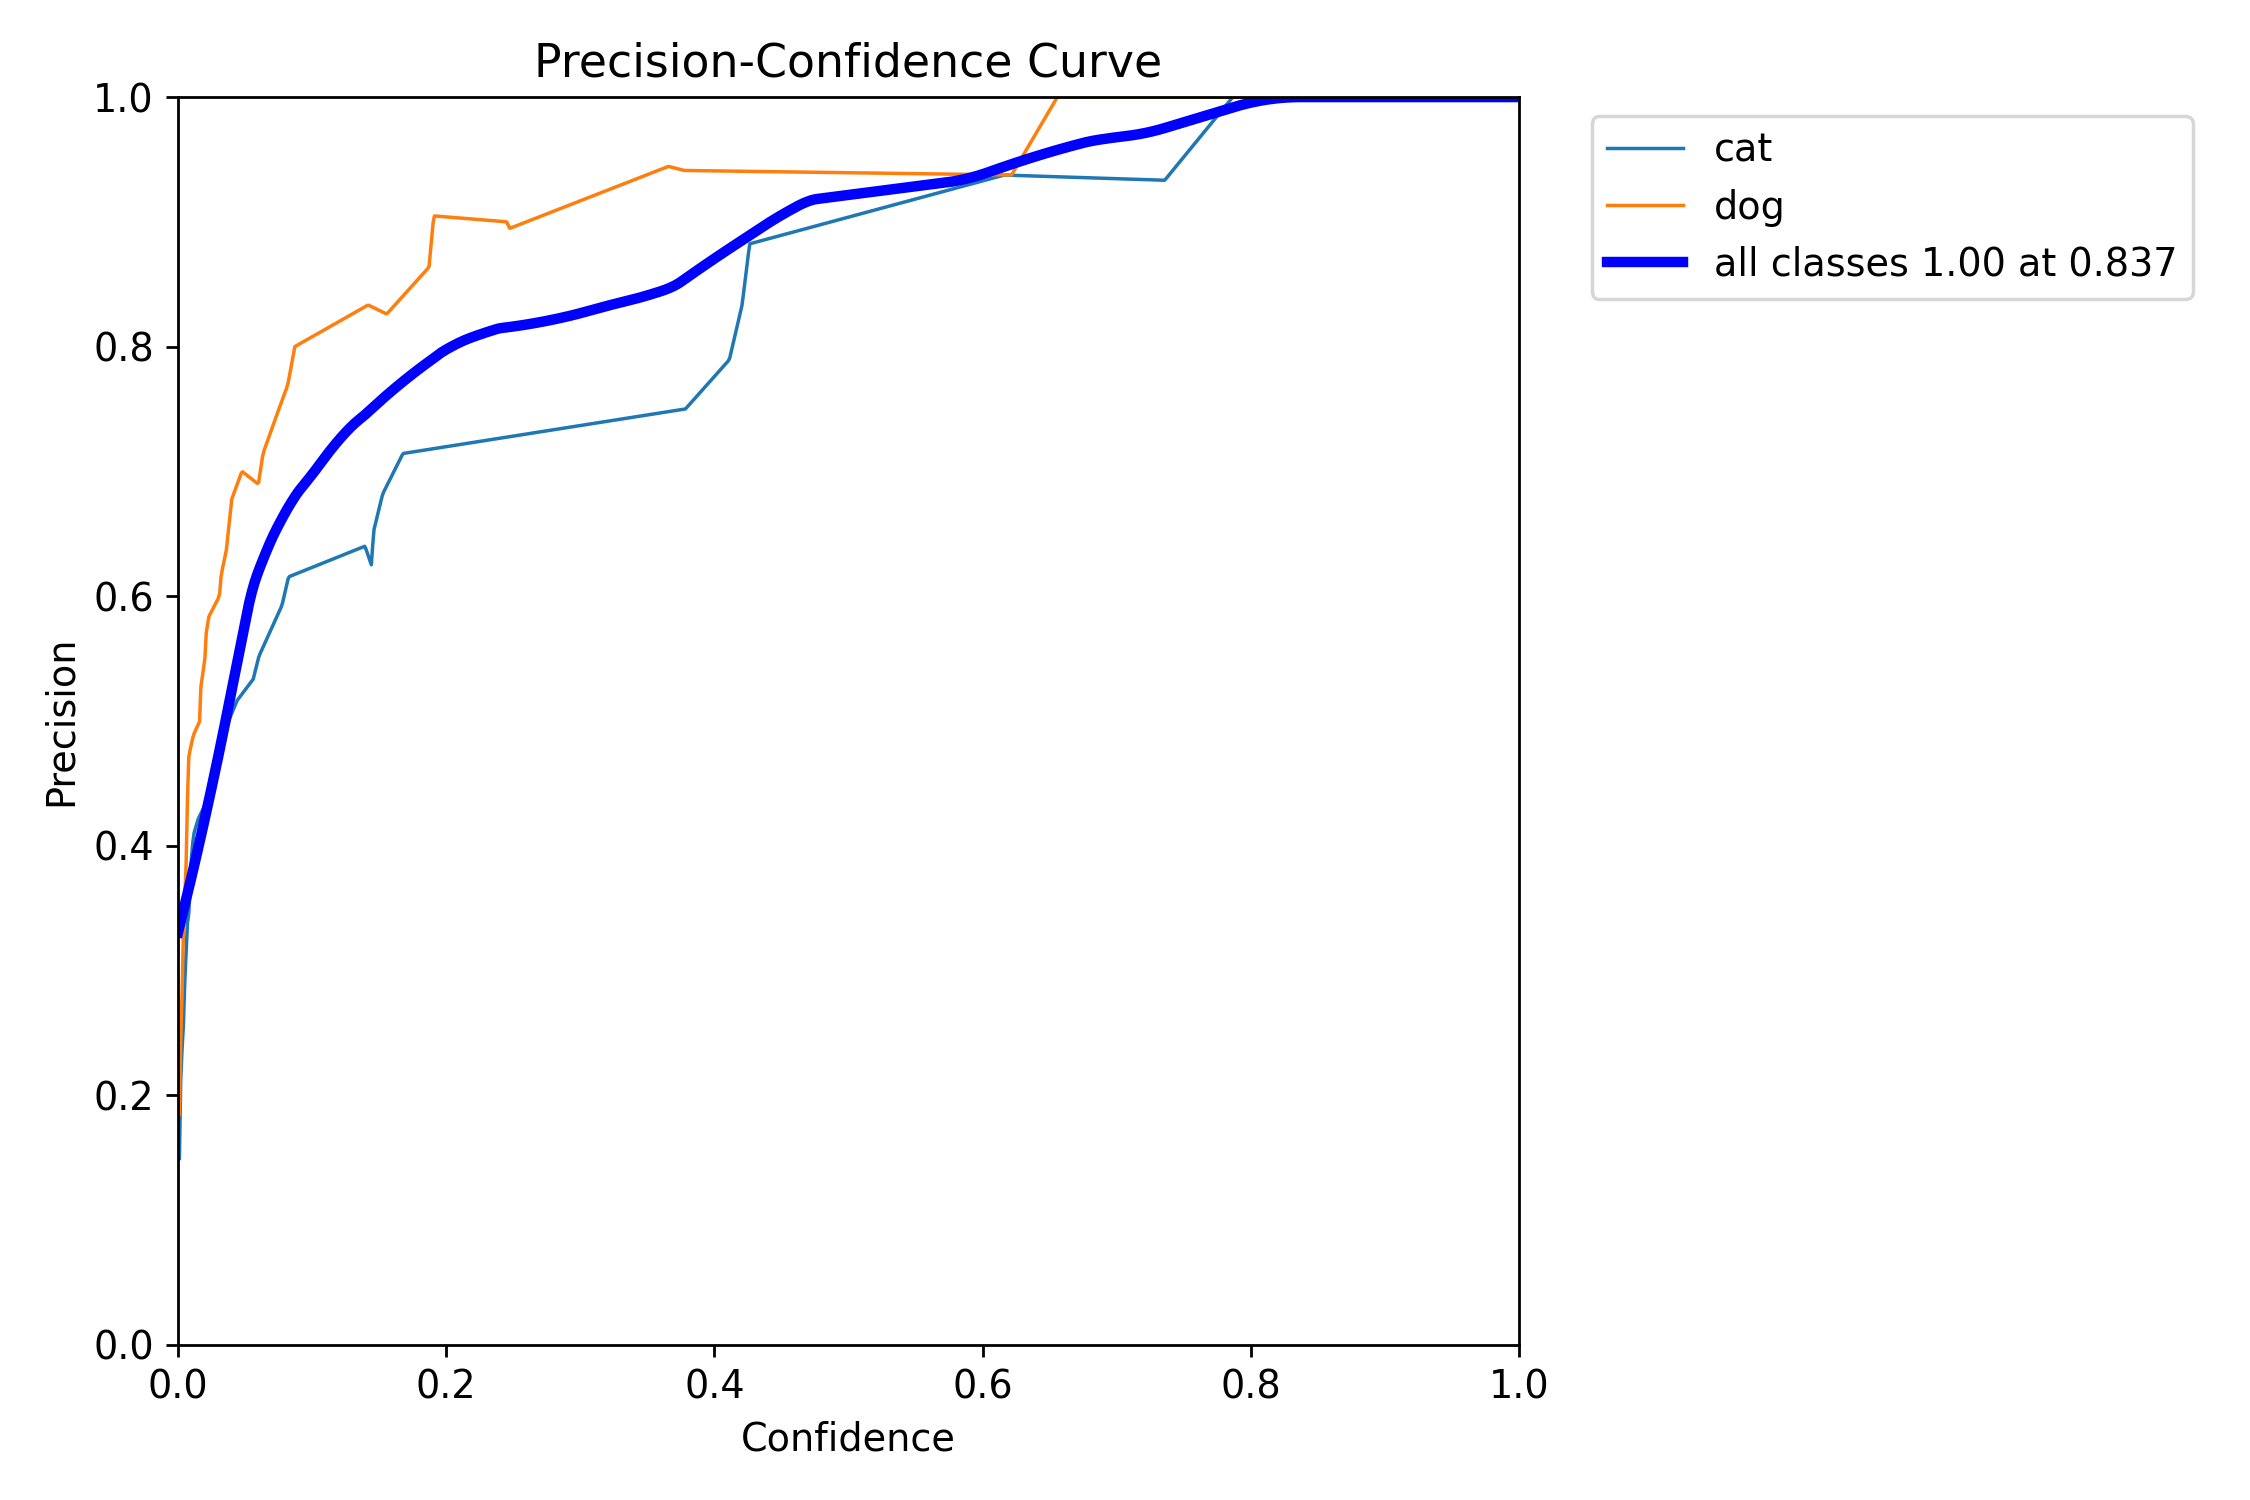 Precision-Confidence Curve
1.0
0.8
0.6
0.4
0.2
0.0
Precision
0.0 0.2 0.4 0.6 0.8 1.0
Confidence
cat
dog
all classes 1.00 at 0.837